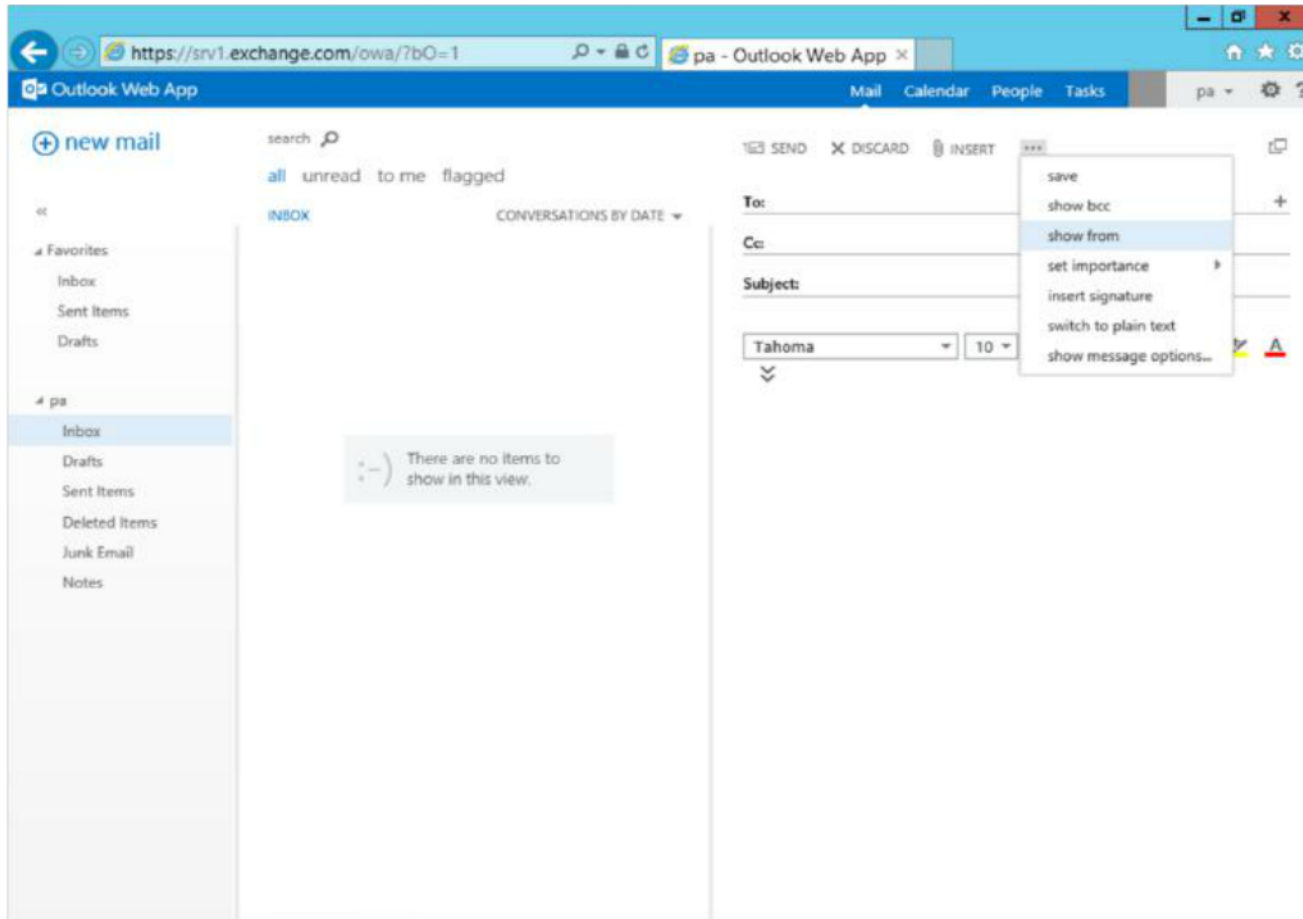 https://srv1.exchange.com/owa/?bO=1
pa - Outlook Web App
Outlook Web App
Mail Calendar People Tasks
pa
?
new mail
search
all unread to me flagged
INBOX CONVERSATIONS BY DATE
Favorites
Inbox
Sent Items
Drafts
pa
Inbox
Drafts
Sent Items
Deleted Items
Junk Email
Notes
:-)
There are no items to
show in this view.
SEND DISCARD INSERT ...
To:
Cc:
Subject:
Tahoma 10
A
save
show bcc
show from
set importance
insert signature
switch to plain text
show message options...